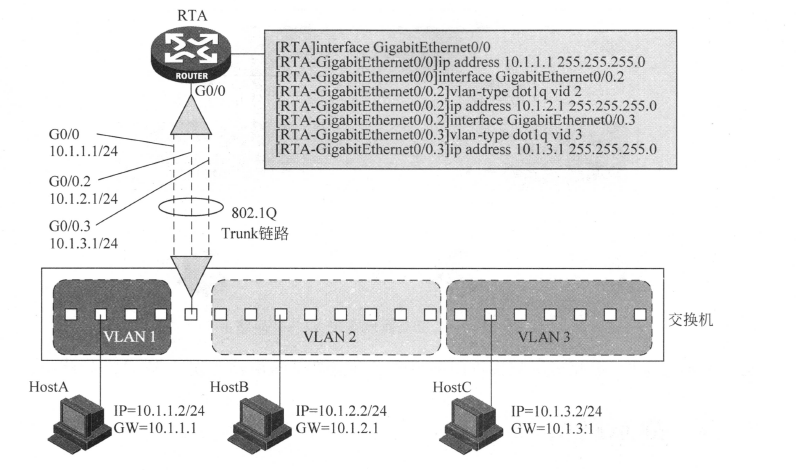 RTA
ROUTER
G0/0
[RTA]interface GigabitEthernet0/0
[RTA-GigabitEthernet0/0]ip address 10.1.1.1 255.255.255.0
[RTA-GigabitEthernet0/0]interface GigabitEthernet0/0.2
[RTA-GigabitEthernet0/0.2]vlan-type dot1q vid 2
[RTA-GigabitEthernet0/0.2]ip address 10.1.2.1 255.255.255.0
[RTA-GigabitEthernet0/0.2]interface GigabitEthernet0/0.3
[RTA-GigabitEthernet0/0.3]vlan-type dot1q vid 3
[RTA-GigabitEthernet0/0.3]ip address 10.1.3.1 255.255.255.0
G0/0
10.1.1.1/24
G0/0.2
10.1.2.1/24
G0/0.3
10.1.3.1/24
802.1Q
Trunk链路
VLAN 1
VLAN 2
VLAN 3
交换机
HostA
IP=10.1.1.2/24
GW=10.1.1.1
HostB
IP=10.1.2.2/24
GW=10.1.2.1
HostC
IP=10.1.3.2/24
GW=10.1.3.1